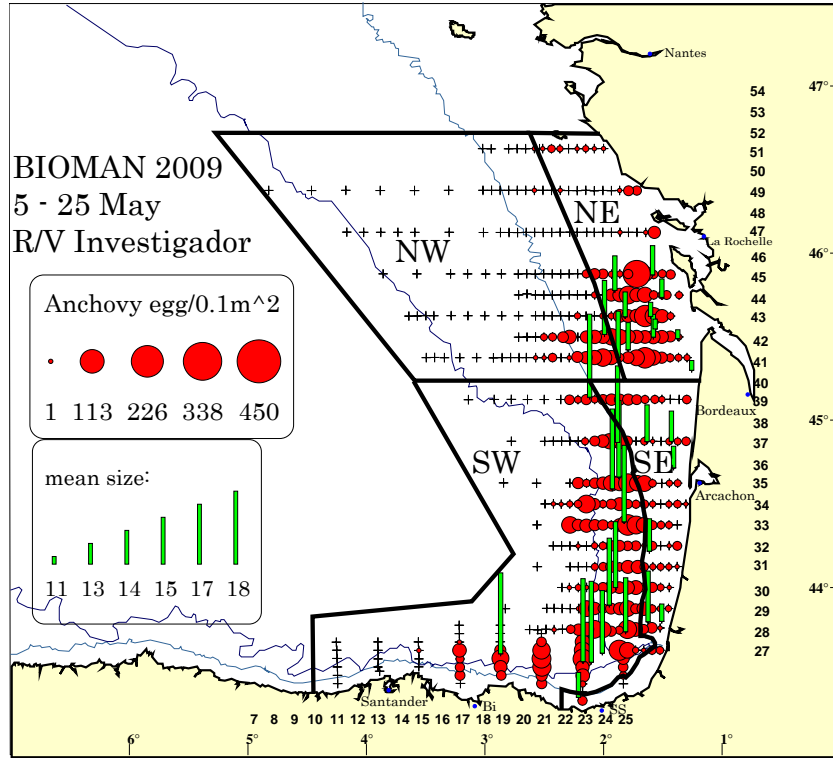 Nantes
47°
54
53
52
51
50
49
48
47
46
45
44
43
42
41
40
39
38
37
36
35
34
33
32
31
30
29
28
27
46°
45°
44°
BIOMAN 2009
5 - 25 May
R/V Investigador
NW
NE
SW
SE
La Rochelle
Bordeaux
Arcachon
Anchovy egg/0.1m^2
1 113 226 338 450
mean size:
11 13 14 15 17 18
Santander
Bi
SS
7 8 9 10 11 12 13 14 15 16 17 18 19 20 21 22 23 24 25
6° 5° 4° 3° 2° 1°